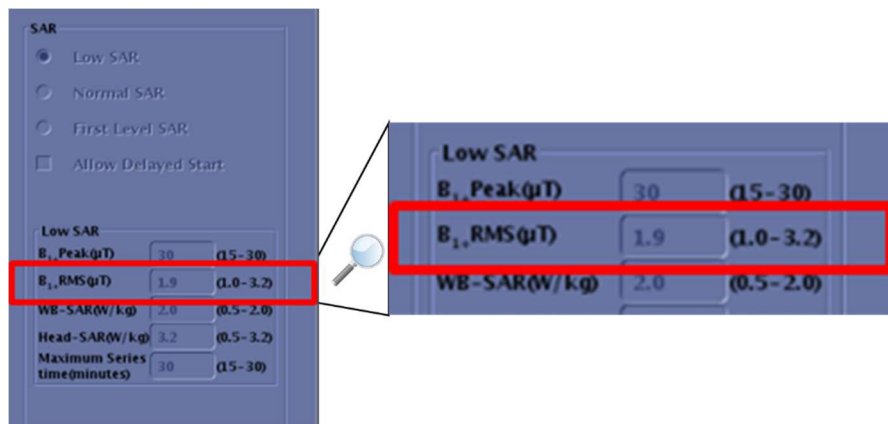 SAR
Low SAR
Normal SAR
First Level SAR
Allow Delayed Start
Low SAR
B₁₊Peak(μT) 30 (15-30)
B₁₊RMS(μT) 1.9 (1.0-3.2)
WB-SAR(W/kg) 2.0 (0.5-2.0)
Head-SAR(W/kg) 3.2 (0.5-3.2)
Maximum Series
time(minutes) 30 (15-30)
Low SAR
B₁₊Peak(μT) 30 (15-30)
B₁₊RMS(μT) 1.9 (1.0-3.2)
WB-SAR(W/kg) 2.0 (0.5-2.0)